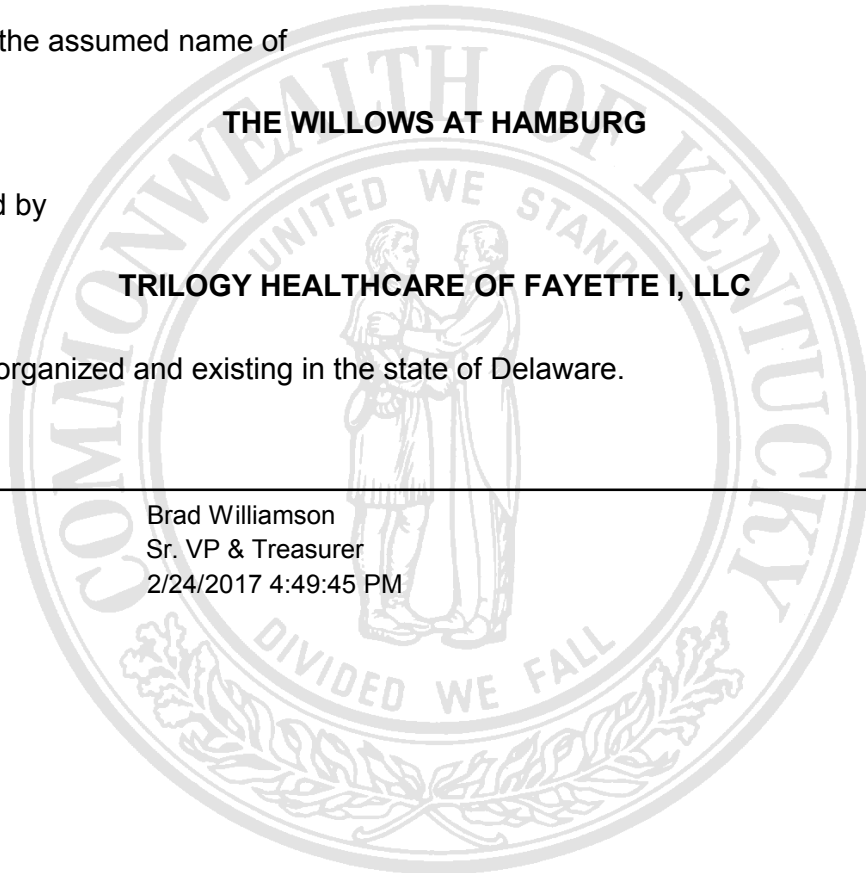 the assumed name of
THE WILLOWS AT HAMBURG
d by
TRILOGY HEALTHCARE OF FAYETTE I, LLC
organized and existing in the state of Delaware.
Brad Williamson
Sr. VP & Treasurer
2/24/2017 4:49:45 PM
COMMONWEALTH OF KENTUCKY
UNITED WE STAND
DIVIDED WE FALL